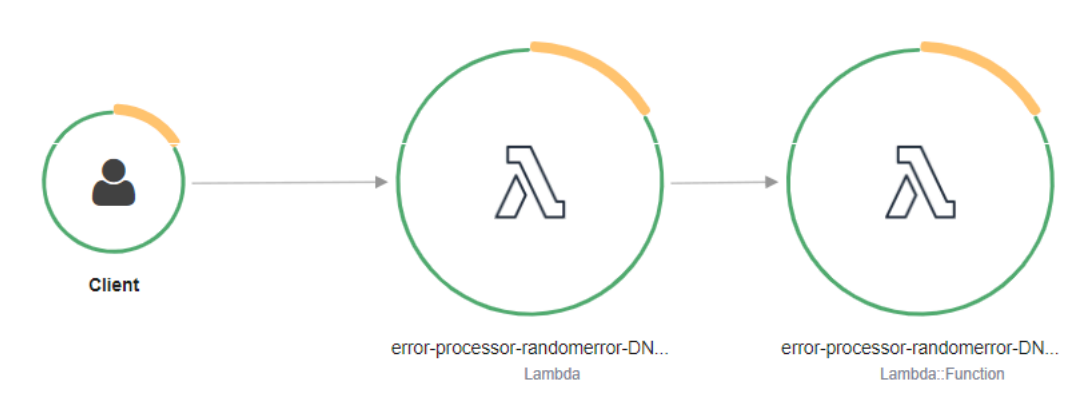 Client
error-processor-randomerror-DN...
Lambda
error-processor-randomerror-DN...
Lambda::Function